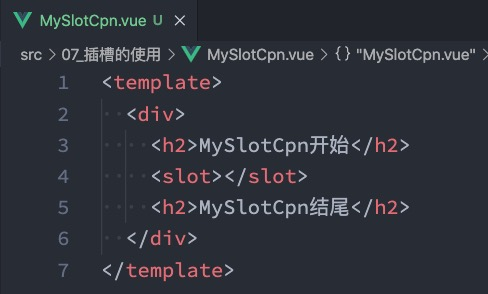 MySlotCpn.vue U ×
src > 07_插槽的使用 > MySlotCpn.vue > {} "MySlotCpn.vue" >
1 <template>
2 <div>
3 <h2>MySlotCpn开始</h2>
4 <slot></slot>
5 <h2>MySlotCpn结尾</h2>
6 </div>
7 </template>